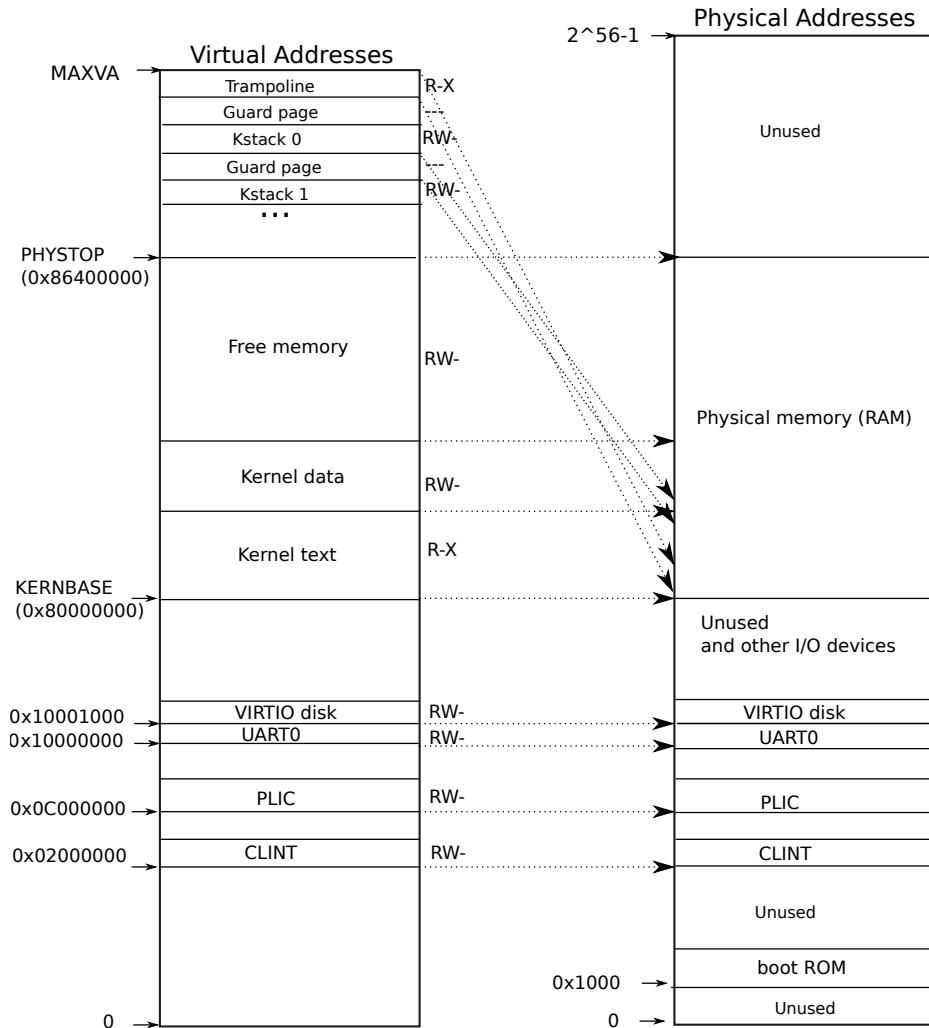 Physical Addresses
2^56-1
Virtual Addresses
MAXVA
Trampoline
R-X
Guard page
---
Unused
Kstack 0
RW-
Guard page
---
Kstack 1
RW-
...
PHYSTOP
(0x86400000)
Free memory
RW-
Physical memory (RAM)
Kernel data
RW-
Kernel text
R-X
KERNBASE
(0x80000000)
Unused
and other I/O devices
0x10001000
VIRTIO disk
RW-
VIRTIO disk
0x10000000
UART0
RW-
UART0
0x0C000000
PLIC
RW-
PLIC
0x02000000
CLINT
RW-
CLINT
Unused
boot ROM
0x1000
Unused
0
0